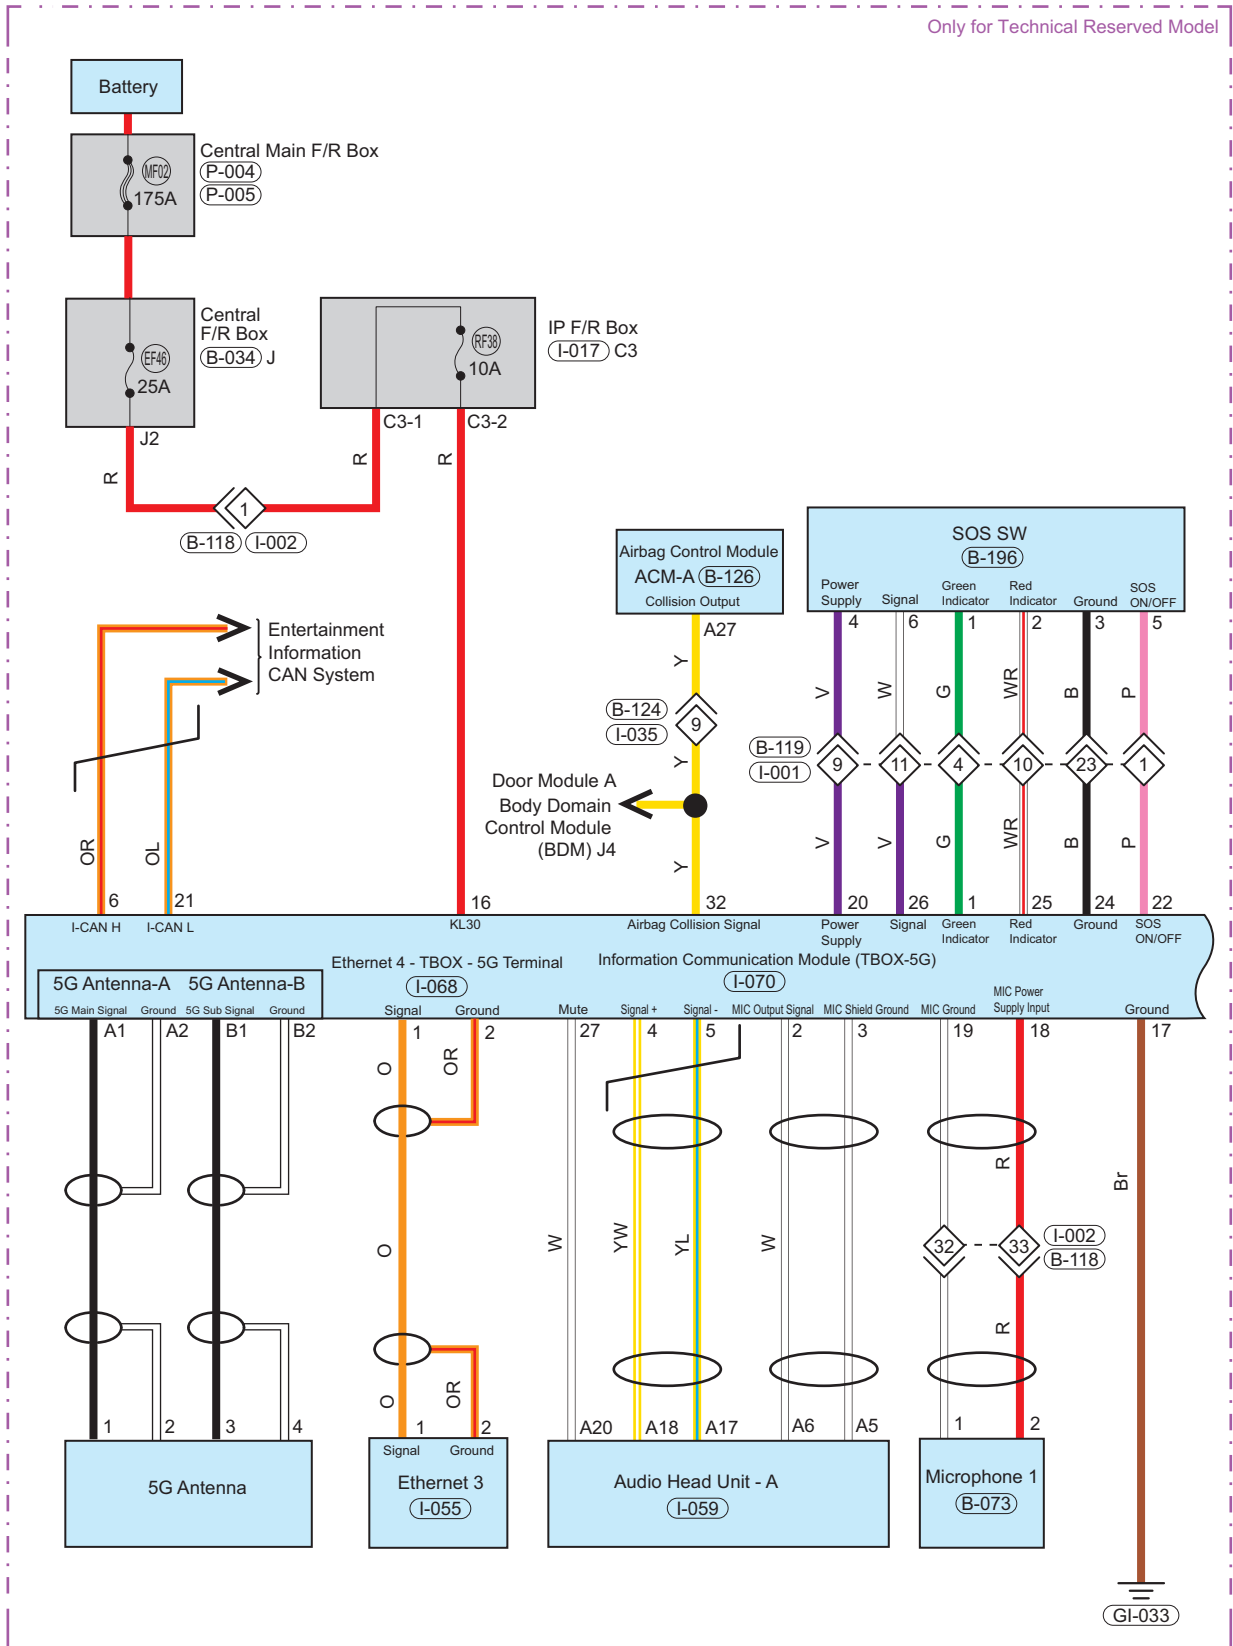 Only for Technical Reserved Model
Battery
MF02
175A
Central Main F/R Box
P-004
P-005
EF46
25A
Central
F/R Box
B-034 J
J2
RF38
10A
IP F/R Box
I-017 C3
C3-1
C3-2
R
R
R
1
B-118 I-002
Entertainment
Information
CAN System
OR
OL
Airbag Control Module
ACM-A B-126
Collision Output
A27
Y
B-124
I-035
9
Y
Door Module A
Body Domain
Control Module
(BDM) J4
Y
SOS SW
B-196
Power
Supply
Signal
Green
Indicator
Red
Indicator
Ground
SOS
ON/OFF
4
6
1
2
3
5
V
W
G
WR
B
P
B-119
I-001
9
11
4
10
23
1
V
V
G
WR
B
P
6
21
16
32
20
26
1
25
24
22
I-CAN H
I-CAN L
KL30
Airbag Collision Signal
Power
Supply
Signal
Green
Indicator
Red
Indicator
Ground
SOS
ON/OFF
5G Antenna-A
5G Antenna-B
Ethernet 4 - TBOX - 5G Terminal
I-068
Information Communication Module (TBOX-5G)
I-070
5G Main Signal
Ground
5G Sub Signal
Ground
Signal
Ground
Mute
Signal +
Signal -
MIC Output Signal
MIC Shield Ground
MIC Ground
MIC Power
Supply Input
Ground
A1
A2
B1
B2
1
2
27
4
5
2
3
19
18
17
O
OR
R
Br
O
W
YW
YL
W
32
33
I-002
B-118
R
O
OR
1
2
3
4
1
2
A20
A18
A17
A6
A5
1
2
5G Antenna
Signal
Ground
Ethernet 3
I-055
Audio Head Unit - A
I-059
Microphone 1
B-073
GI-033